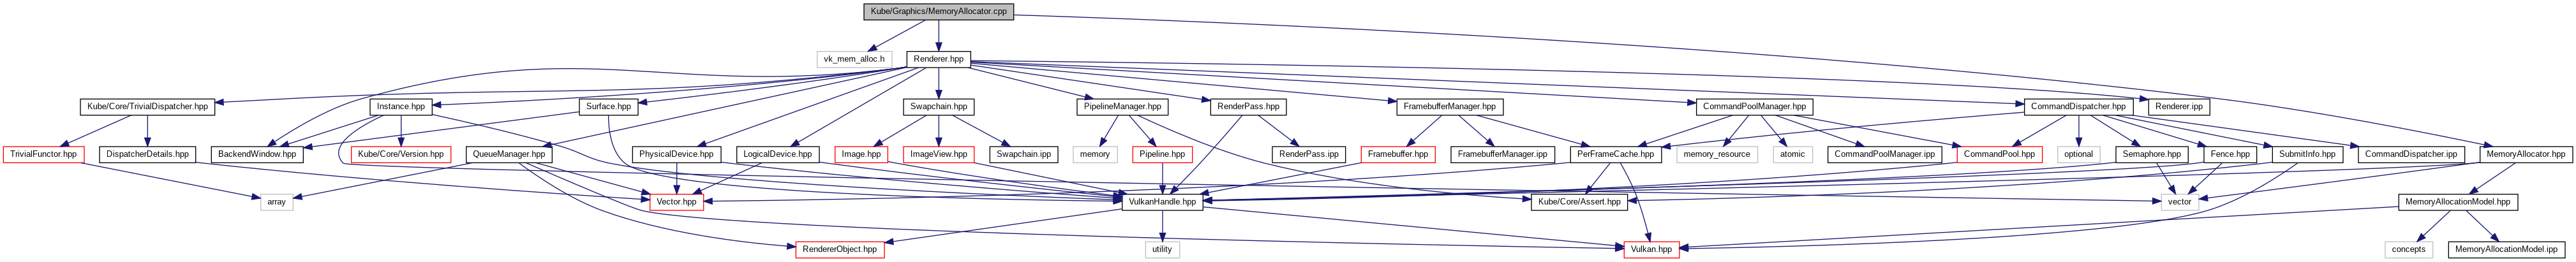 Kube/Graphics/MemoryAllocator.cpp
vk_mem_alloc.h
Renderer.hpp
Kube/Core/TrivialDispatcher.hpp
Instance.hpp
Surface.hpp
Swapchain.hpp
PipelineManager.hpp
RenderPass.hpp
FramebufferManager.hpp
CommandPoolManager.hpp
CommandDispatcher.hpp
Renderer.ipp
TrivialFunctor.hpp
DispatcherDetails.hpp
BackendWindow.hpp
Kube/Core/Version.hpp
QueueManager.hpp
PhysicalDevice.hpp
LogicalDevice.hpp
Image.hpp
ImageView.hpp
Swapchain.ipp
memory
Pipeline.hpp
RenderPass.ipp
Framebuffer.hpp
FramebufferManager.ipp
PerFrameCache.hpp
memory_resource
atomic
CommandPoolManager.ipp
CommandPool.hpp
optional
Semaphore.hpp
Fence.hpp
SubmitInfo.hpp
CommandDispatcher.ipp
MemoryAllocator.hpp
array
Vector.hpp
VulkanHandle.hpp
Kube/Core/Assert.hpp
vector
MemoryAllocationModel.hpp
RendererObject.hpp
utility
Vulkan.hpp
concepts
MemoryAllocationModel.ipp